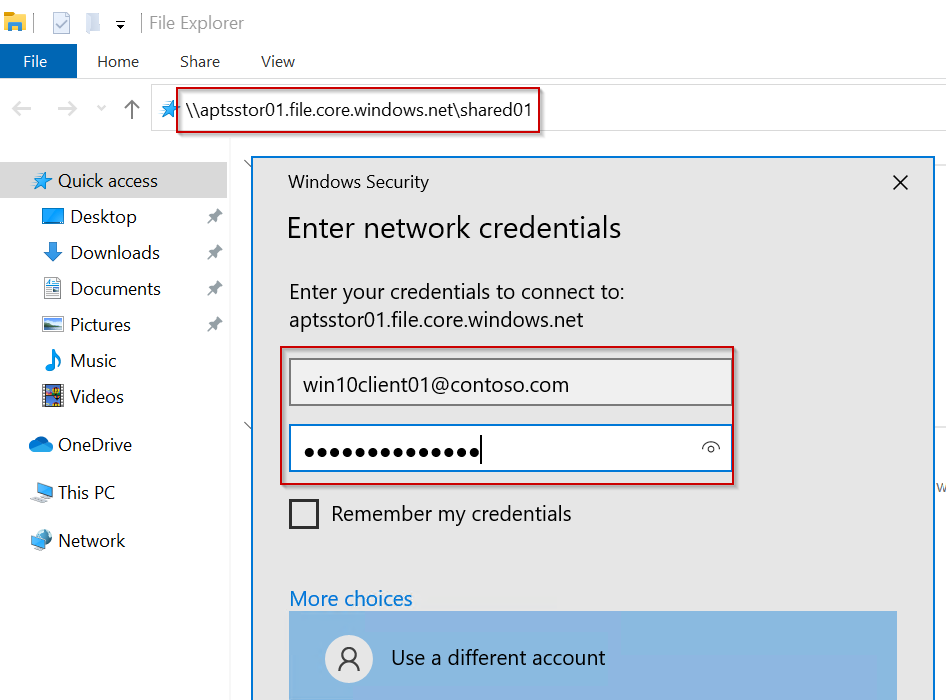 File Explorer
File Home Share View
\\aptsstor01.file.core.windows.net\shared01
Quick access
Desktop
Downloads
Documents
Pictures
Music
Videos
OneDrive
This PC
Network
Windows Security
Enter network credentials
Enter your credentials to connect to:
aptsstor01.file.core.windows.net
win10client01@contoso.com
●●●●●●●●●●●●●●
Remember my credentials
More choices
Use a different account